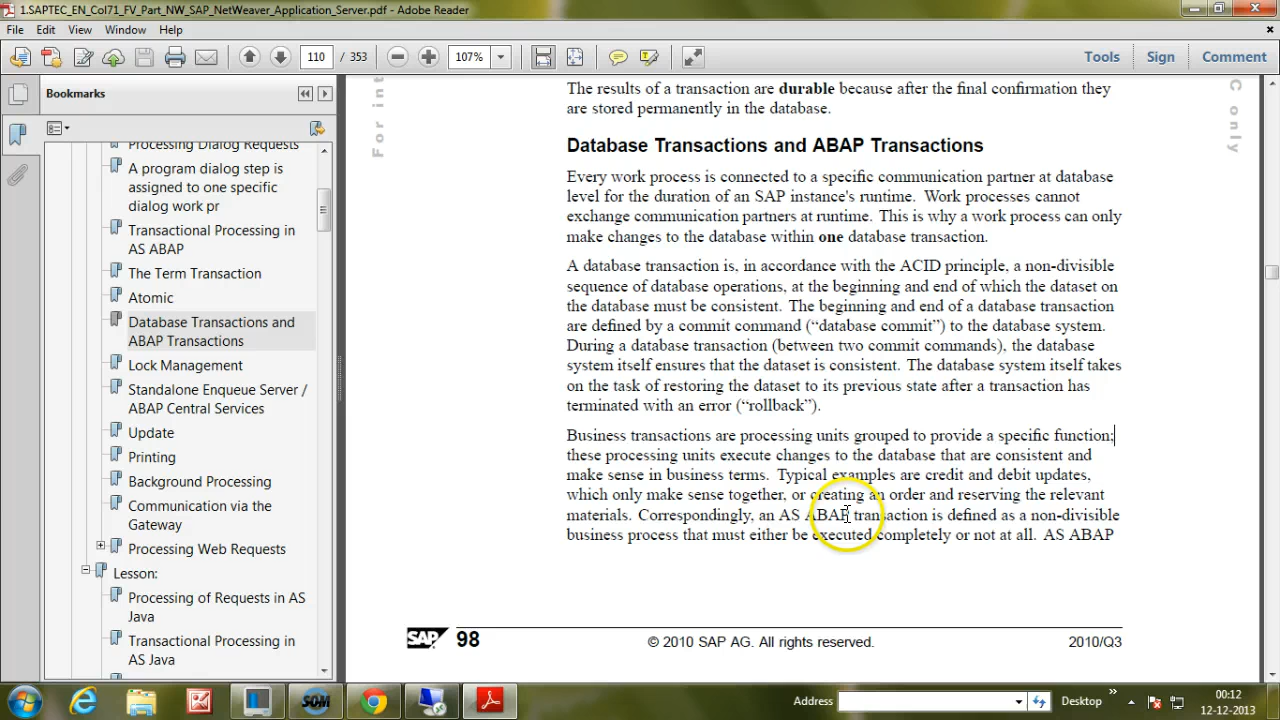 1.SAPTEC_EN_Col71_FV_Part_NW_SAP_NetWeaver_Application_Server.pdf - Adobe Reader
File Edit View Window Help
110 / 353 107% Tools Sign Comment
Bookmarks
Processing Dialog Requests
A program dialog step is
assigned to one specific
dialog work pr
Transactional Processing in
AS ABAP
The Term Transaction
Atomic
Database Transactions and
ABAP Transactions
Lock Management
Standalone Enqueue Server /
ABAP Central Services
Update
Printing
Background Processing
Communication via the
Gateway
Processing Web Requests
Lesson:
Processing of Requests in AS
Java
Transactional Processing in
AS Java
For int
C only
The results of a transaction are durable because after the final confirmation they
are stored permanently in the database.
Database Transactions and ABAP Transactions
Every work process is connected to a specific communication partner at database
level for the duration of an SAP instance's runtime. Work processes cannot
exchange communication partners at runtime. This is why a work process can only
make changes to the database within one database transaction.
A database transaction is, in accordance with the ACID principle, a non-divisible
sequence of database operations, at the beginning and end of which the dataset on
the database must be consistent. The beginning and end of a database transaction
are defined by a commit command (“database commit”) to the database system.
During a database transaction (between two commit commands), the database
system itself ensures that the dataset is consistent. The database system itself takes
on the task of restoring the dataset to its previous state after a transaction has
terminated with an error (“rollback”).
Business transactions are processing units grouped to provide a specific function;
these processing units execute changes to the database that are consistent and
make sense in business terms. Typical examples are credit and debit updates,
which only make sense together, or creating an order and reserving the relevant
materials. Correspondingly, an AS ABAP transaction is defined as a non-divisible
business process that must either be executed completely or not at all. AS ABAP
SAP 98 © 2010 SAP AG. All rights reserved. 2010/Q3
SOM
Address Desktop »
00:12
12-12-2013